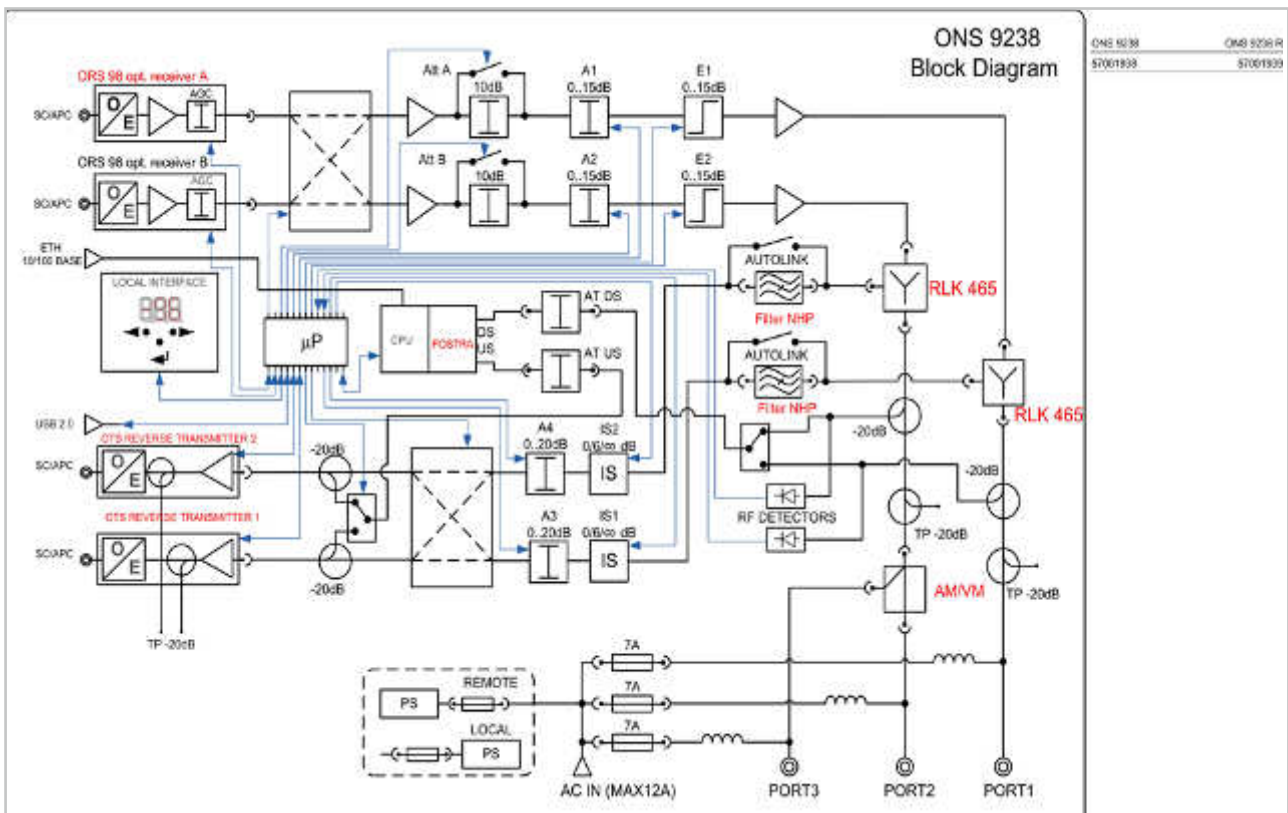 ONS 9238
Block Diagram
ONS 9238 ONS 9238 R
57001938 57001939
ORS 98 opt. receiver A
AGC
O
E
SC/APC
Att A
10dB
A1
0..15dB
E1
0..15dB
ORS 98 opt. receiver B
AGC
O
E
SC/APC
Att B
10dB
A2
0..15dB
E2
0..15dB
ETH
10/100 BASE
LOCAL INTERFACE
µP
CPU
FOSTRA
DS
US
AT DS
AT US
AUTOLINK
Filter NHP
RLK 465
AUTOLINK
Filter NHP
RLK 465
USB 2.0
OTS REVERSE TRANSMITTER 2
SC/APC
O
E
-20dB
A4
0..20dB
IS2
0/6/∞ dB
IS
-20dB
-20dB
RF DETECTORS
TP -20dB
OTS REVERSE TRANSMITTER 1
SC/APC
O
E
-20dB
A3
0..20dB
IS1
0/6/∞ dB
IS
AM/VM
TP -20dB
TP -20dB
7A
REMOTE
PS
7A
LOCAL
PS
7A
AC IN (MAX12A)
PORT3
PORT2
PORT1